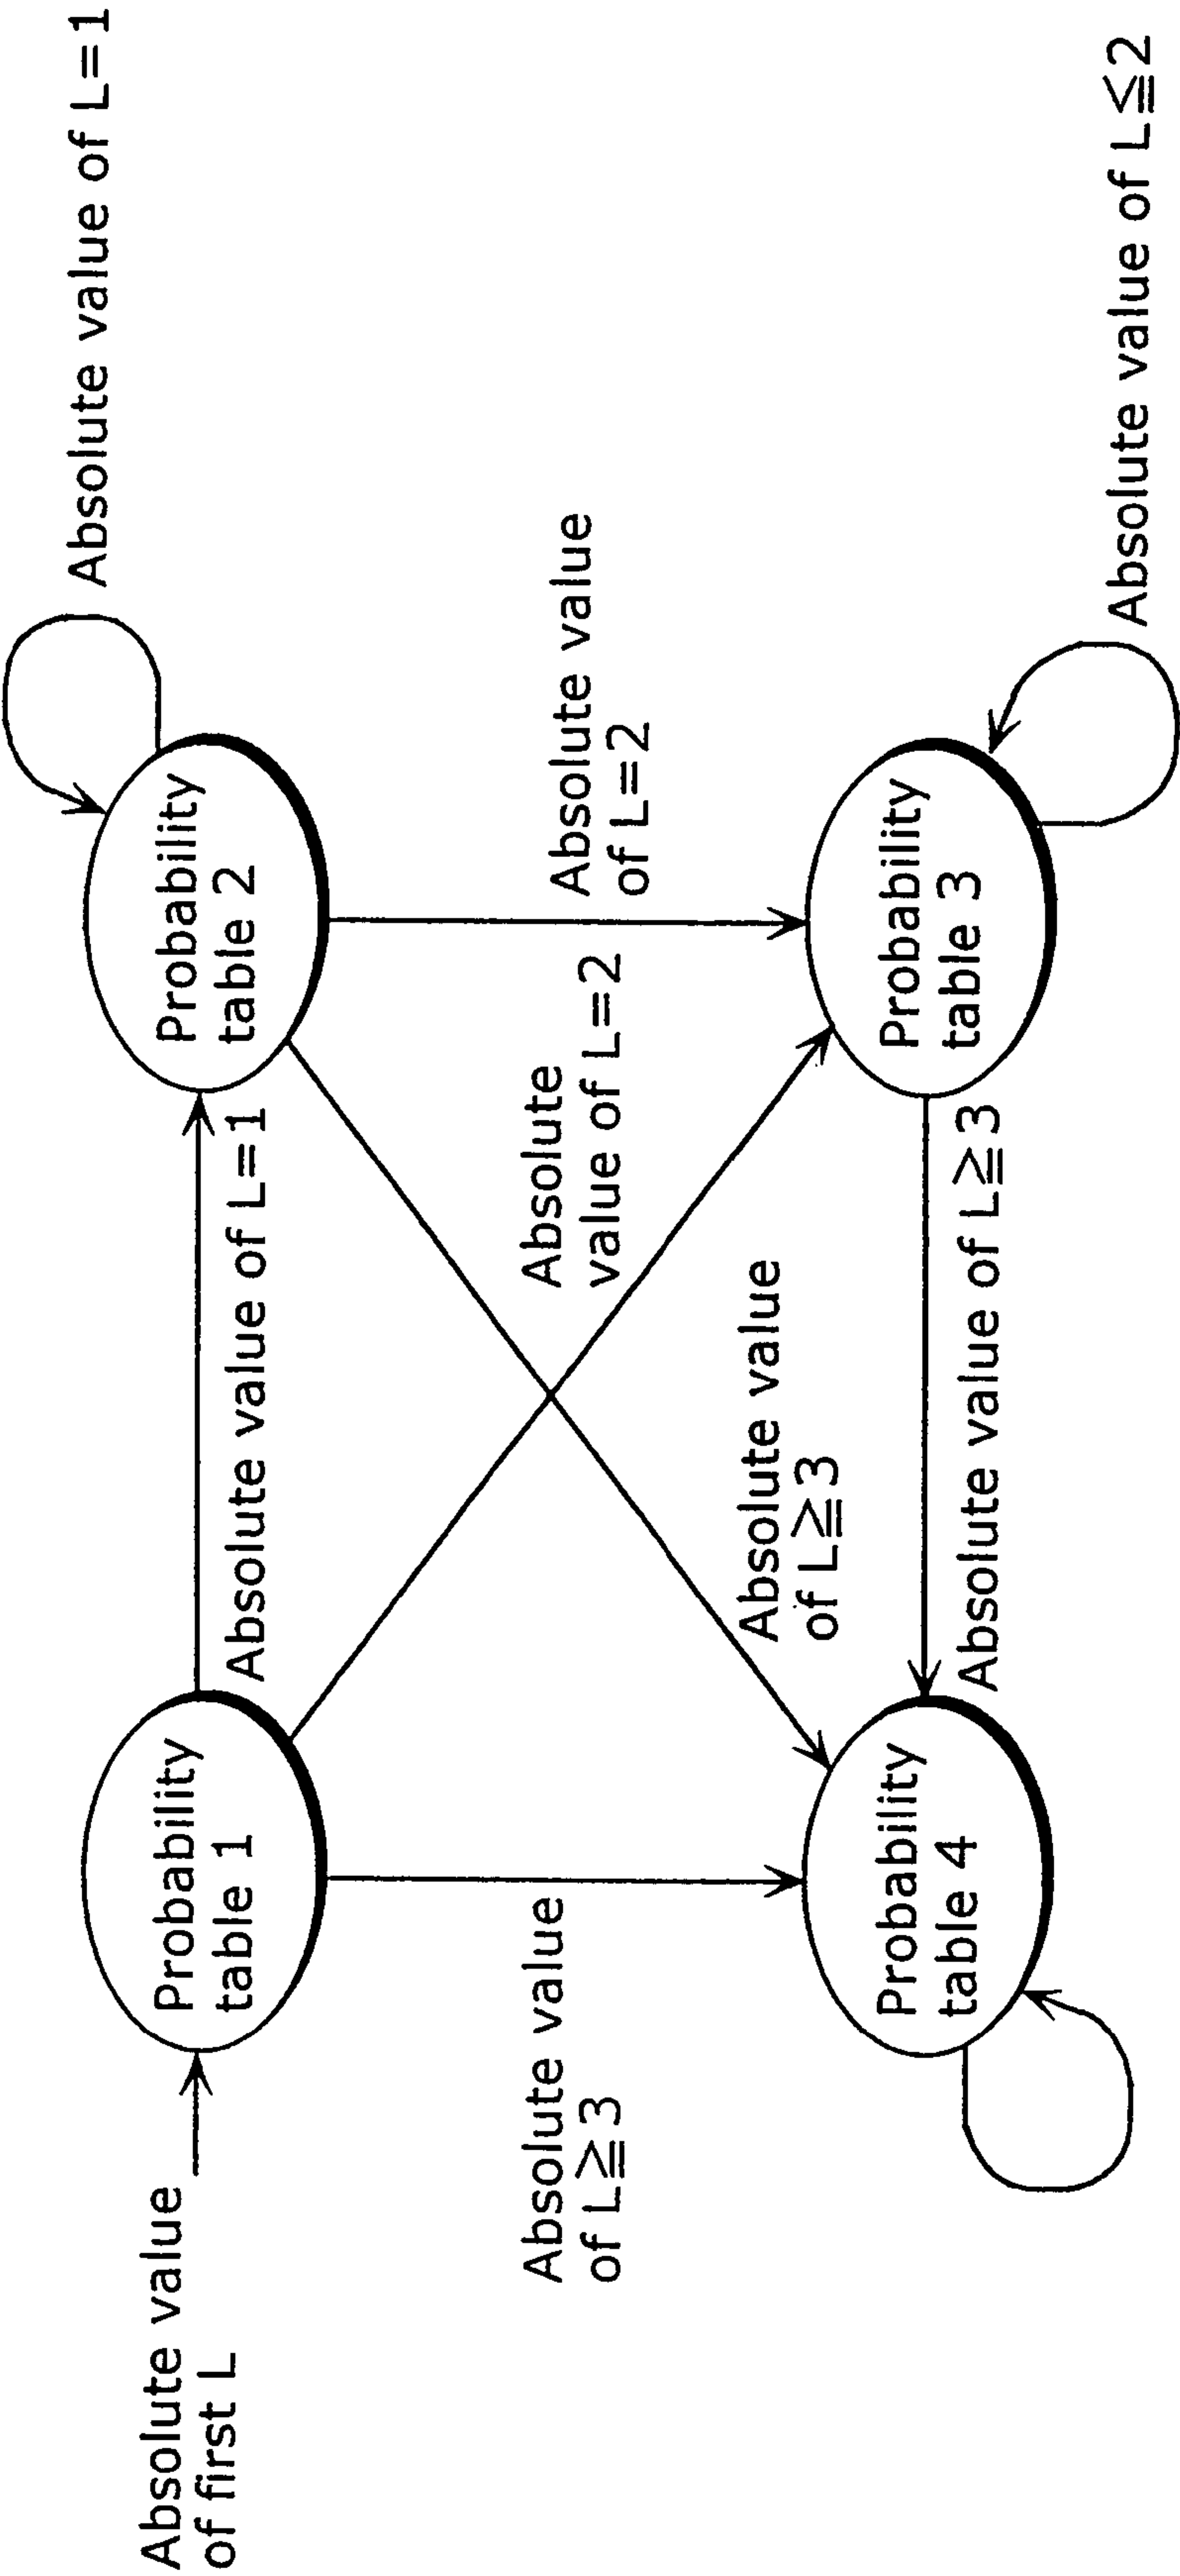 Absolute value
of first L
Probability
table 1
Absolute value of L=1
Probability
table 2
Absolute value of L=1
Absolute value
of L≧3
Absolute
value of L=2
Absolute value
of L=2
Absolute value
of L≧3
Probability
table 4
Absolute value of L≧3
Probability
table 3
Absolute value of L≦2